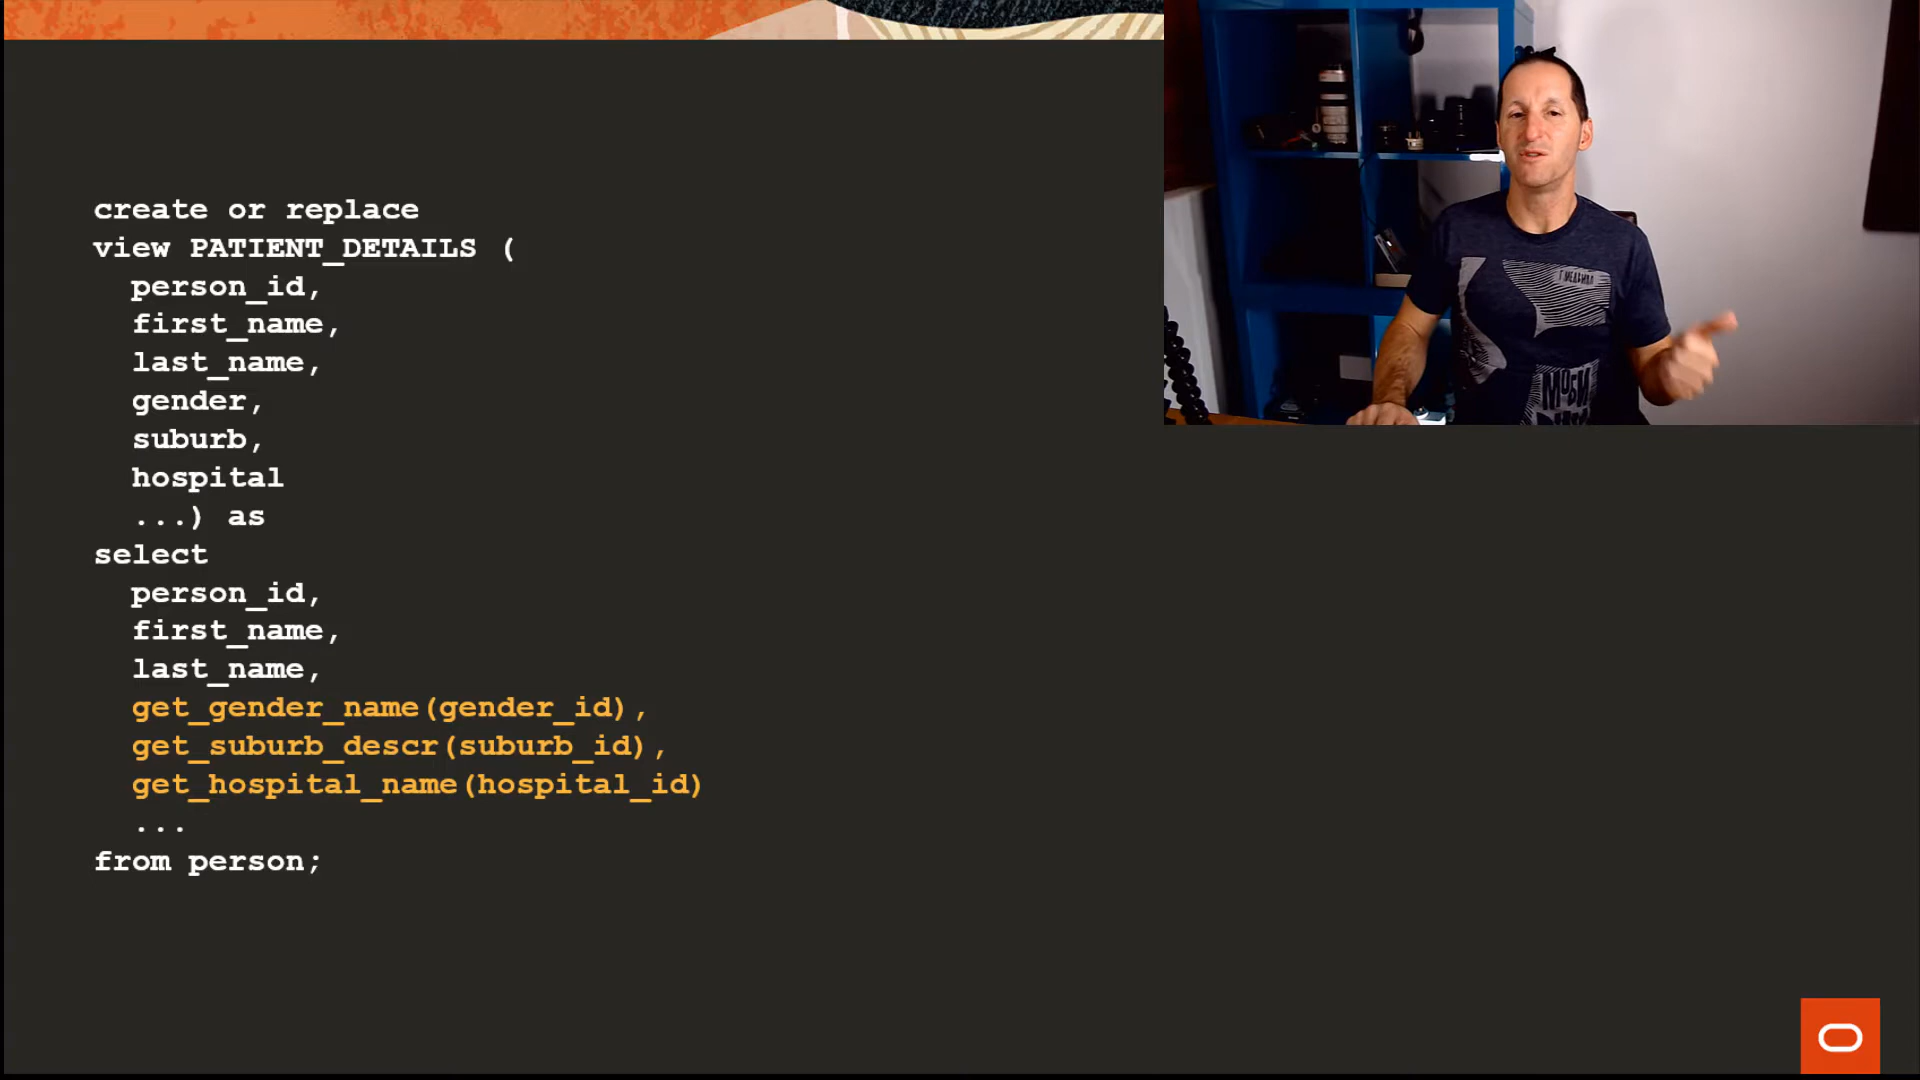 create or replace
view PATIENT_DETAILS (
person_id,
first_name,
last_name,
gender,
suburb,
hospital
...) as
select
person_id,
first_name,
last_name,
get_gender_name(gender_id),
get_suburb_descr(suburb_id),
get_hospital_name(hospital_id)
...
from person;